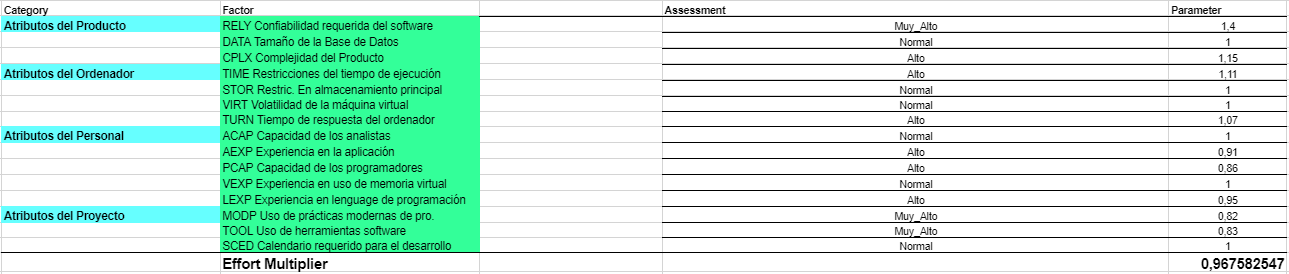 Category Factor Assessment Parameter
Atributos del Producto RELY Confiabilidad requerida del software Muy_Alto 1,4
DATA Tamaño de la Base de Datos Normal 1
CPLX Complejidad del Producto Alto 1,15
Atributos del Ordenador TIME Restricciones del tiempo de ejecución Alto 1,11
STOR Restric. En almacenamiento principal Normal 1
VIRT Volatilidad de la máquina virtual Normal 1
TURN Tiempo de respuesta del ordenador Alto 1,07
Atributos del Personal ACAP Capacidad de los analistas Normal 1
AEXP Experiencia en la aplicación Alto 0,91
PCAP Capacidad de los programadores Alto 0,86
VEXP Experiencia en uso de memoria virtual Normal 1
LEXP Experiencia en lenguage de programación Alto 0,95
Atributos del Proyecto MODP Uso de prácticas modernas de pro. Muy_Alto 0,82
TOOL Uso de herramientas software Muy_Alto 0,83
SCED Calendario requerido para el desarrollo Normal 1
Effort Multiplier 0,967582547